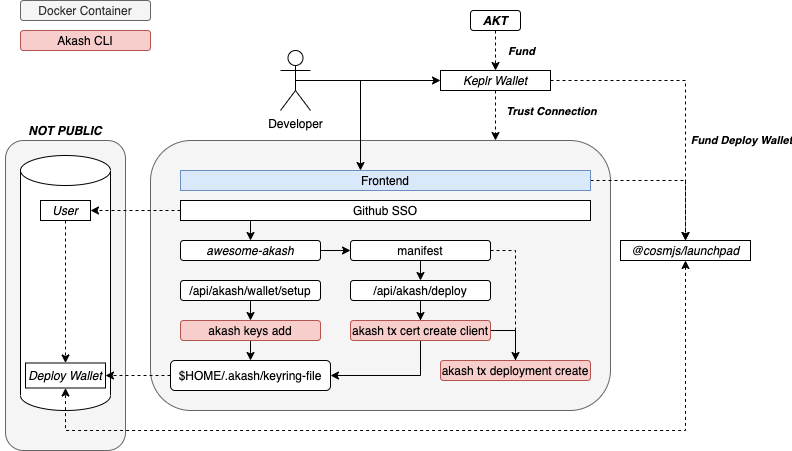 Docker Container
Akash CLI
AKT
Fund
Keplr Wallet
Trust Connection
Developer
Fund Deploy Wallet
NOT PUBLIC
Frontend
User
Github SSO
awesome-akash
manifest
@cosmjs/launchpad
/api/akash/wallet/setup
/api/akash/deploy
akash keys add
akash tx cert create client
Deploy Wallet
$HOME/.akash/keyring-file
akash tx deployment create